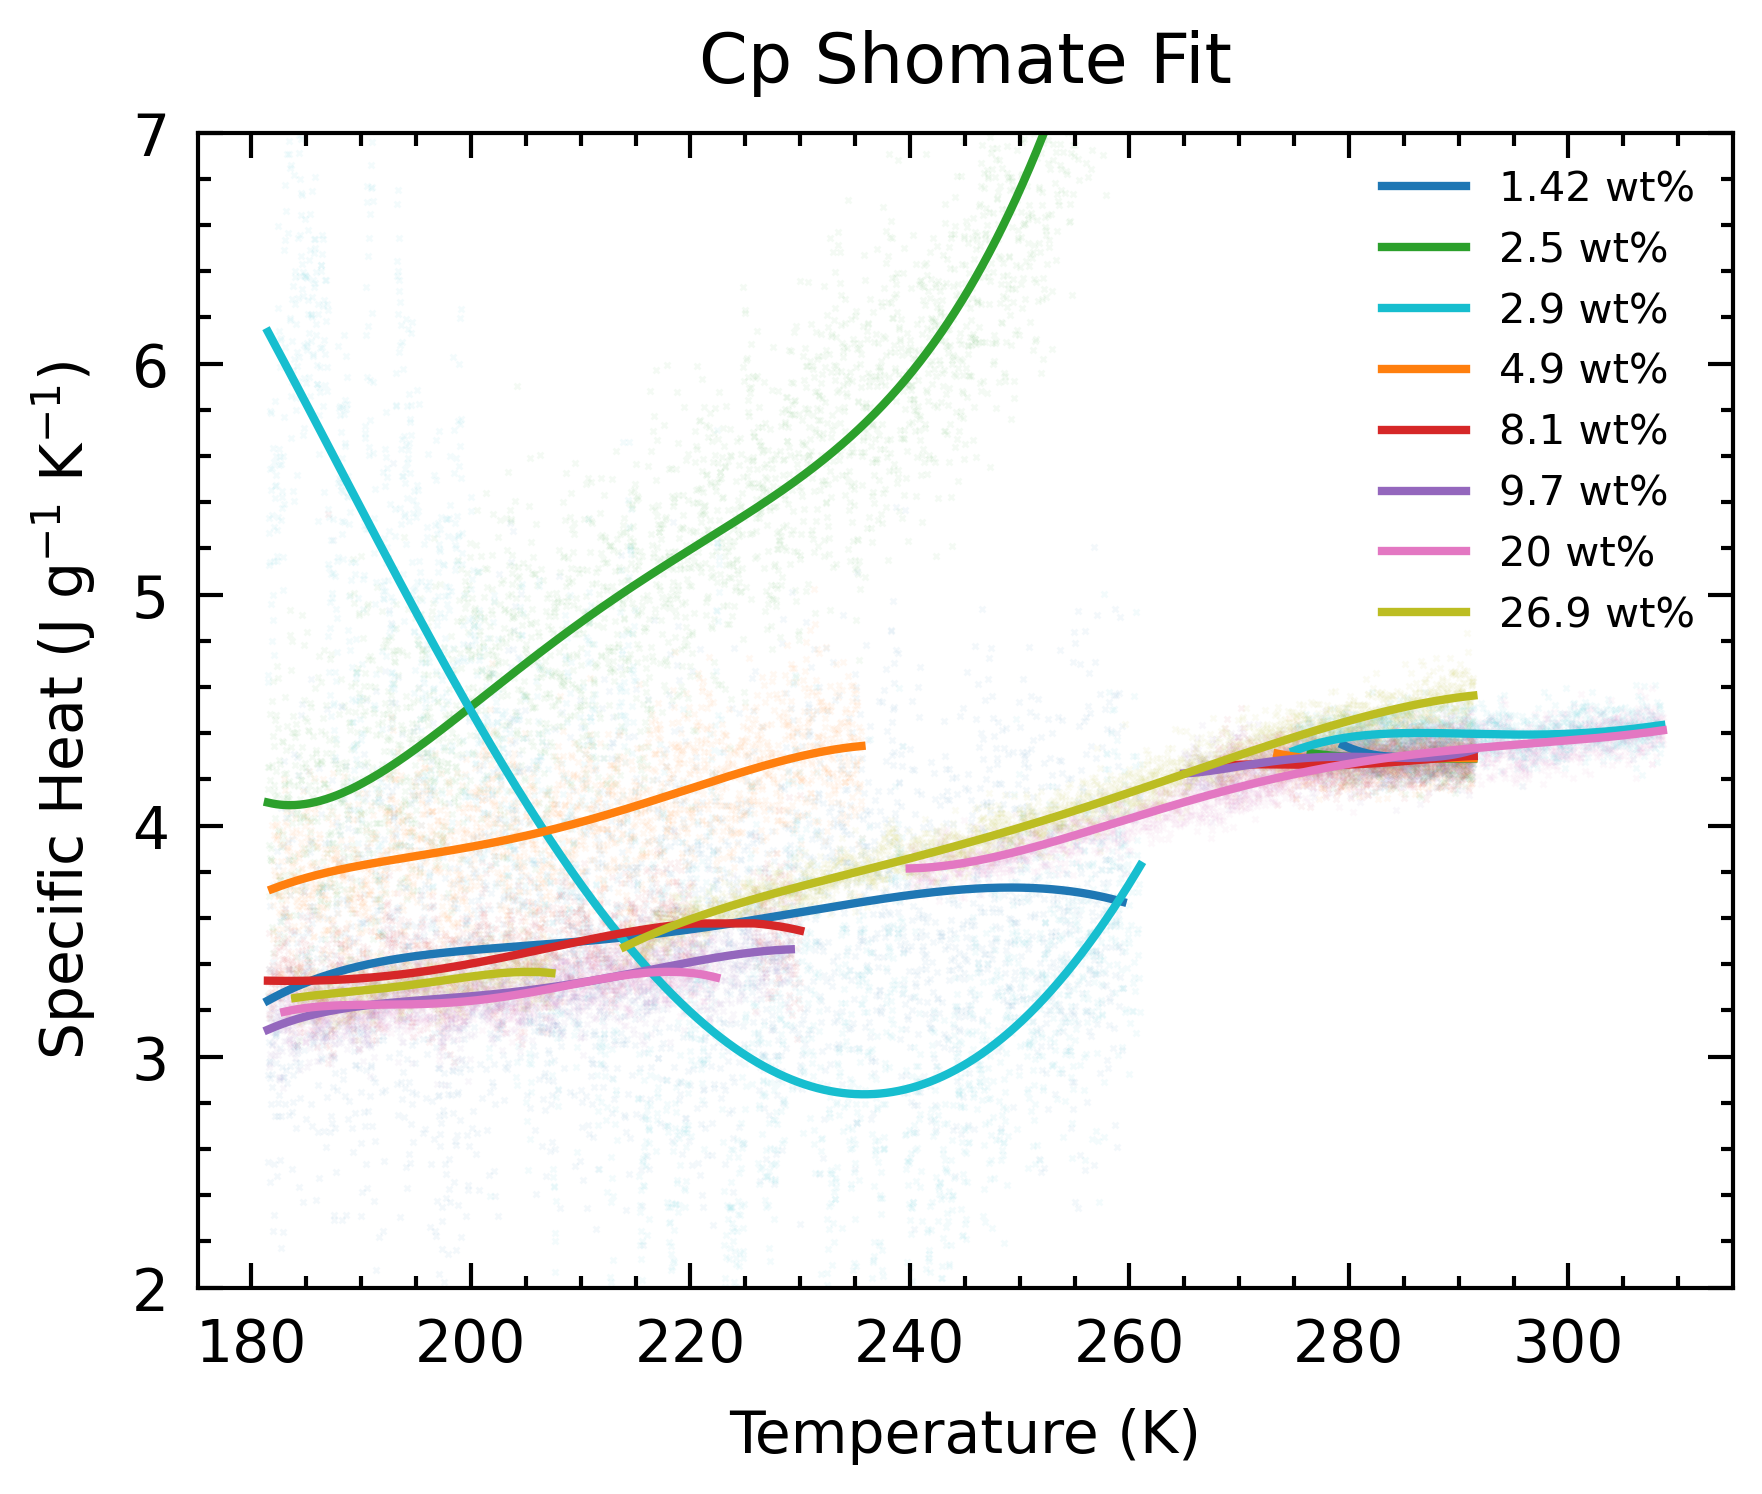 Cp Shomate Fit
7
6
5
4
3
2
Specific Heat (J g⁻¹ K⁻¹)
1.42 wt%
2.5 wt%
2.9 wt%
4.9 wt%
8.1 wt%
9.7 wt%
20 wt%
26.9 wt%
180 200 220 240 260 280 300
Temperature (K)